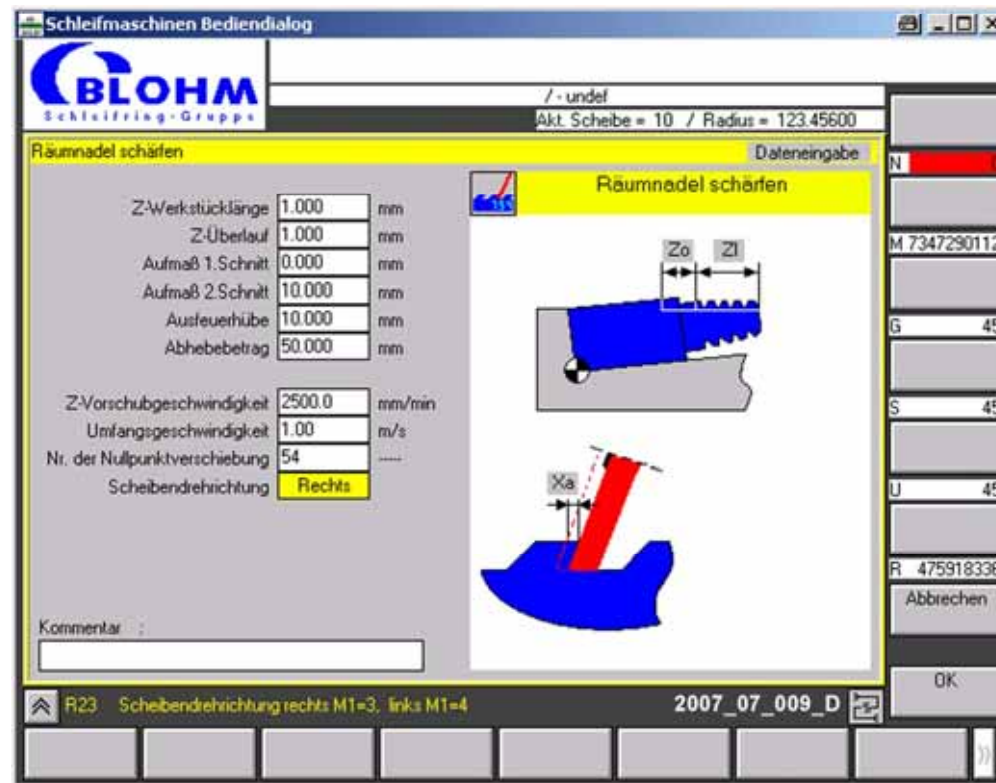 Schleifmaschinen Bediendialog
BLOHM
Schleifring-Gruppe
/ - undef
Akt. Scheibe = 10 / Radius = 123.45600
Räumnadel schärfen
Dateneingabe
Z-Werkstücklänge 1.000 mm
Z-Überlauf 1.000 mm
Aufmaß 1.Schnitt 0.000 mm
Aufmaß 2.Schnitt 10.000 mm
Ausfeuerhübe 10.000 mm
Abhebebetrag 50.000 mm
Z-Vorschubgeschwindigkeit 2500.0 mm/min
Umfangsgeschwindigkeit 1.00 m/s
Nr. der Nullpunktverschiebung 54 -----
Scheibendrehrichtung Rechts
Kommentar :
Räumnadel schärfen
Zo Zl
Xa
N
M 7347290112
G 45
S 45
U 45
R 475918336
Abbrechen
OK
R23 Scheibendrehrichtung rechts M1=3, links M1=4
2007_07_009_D